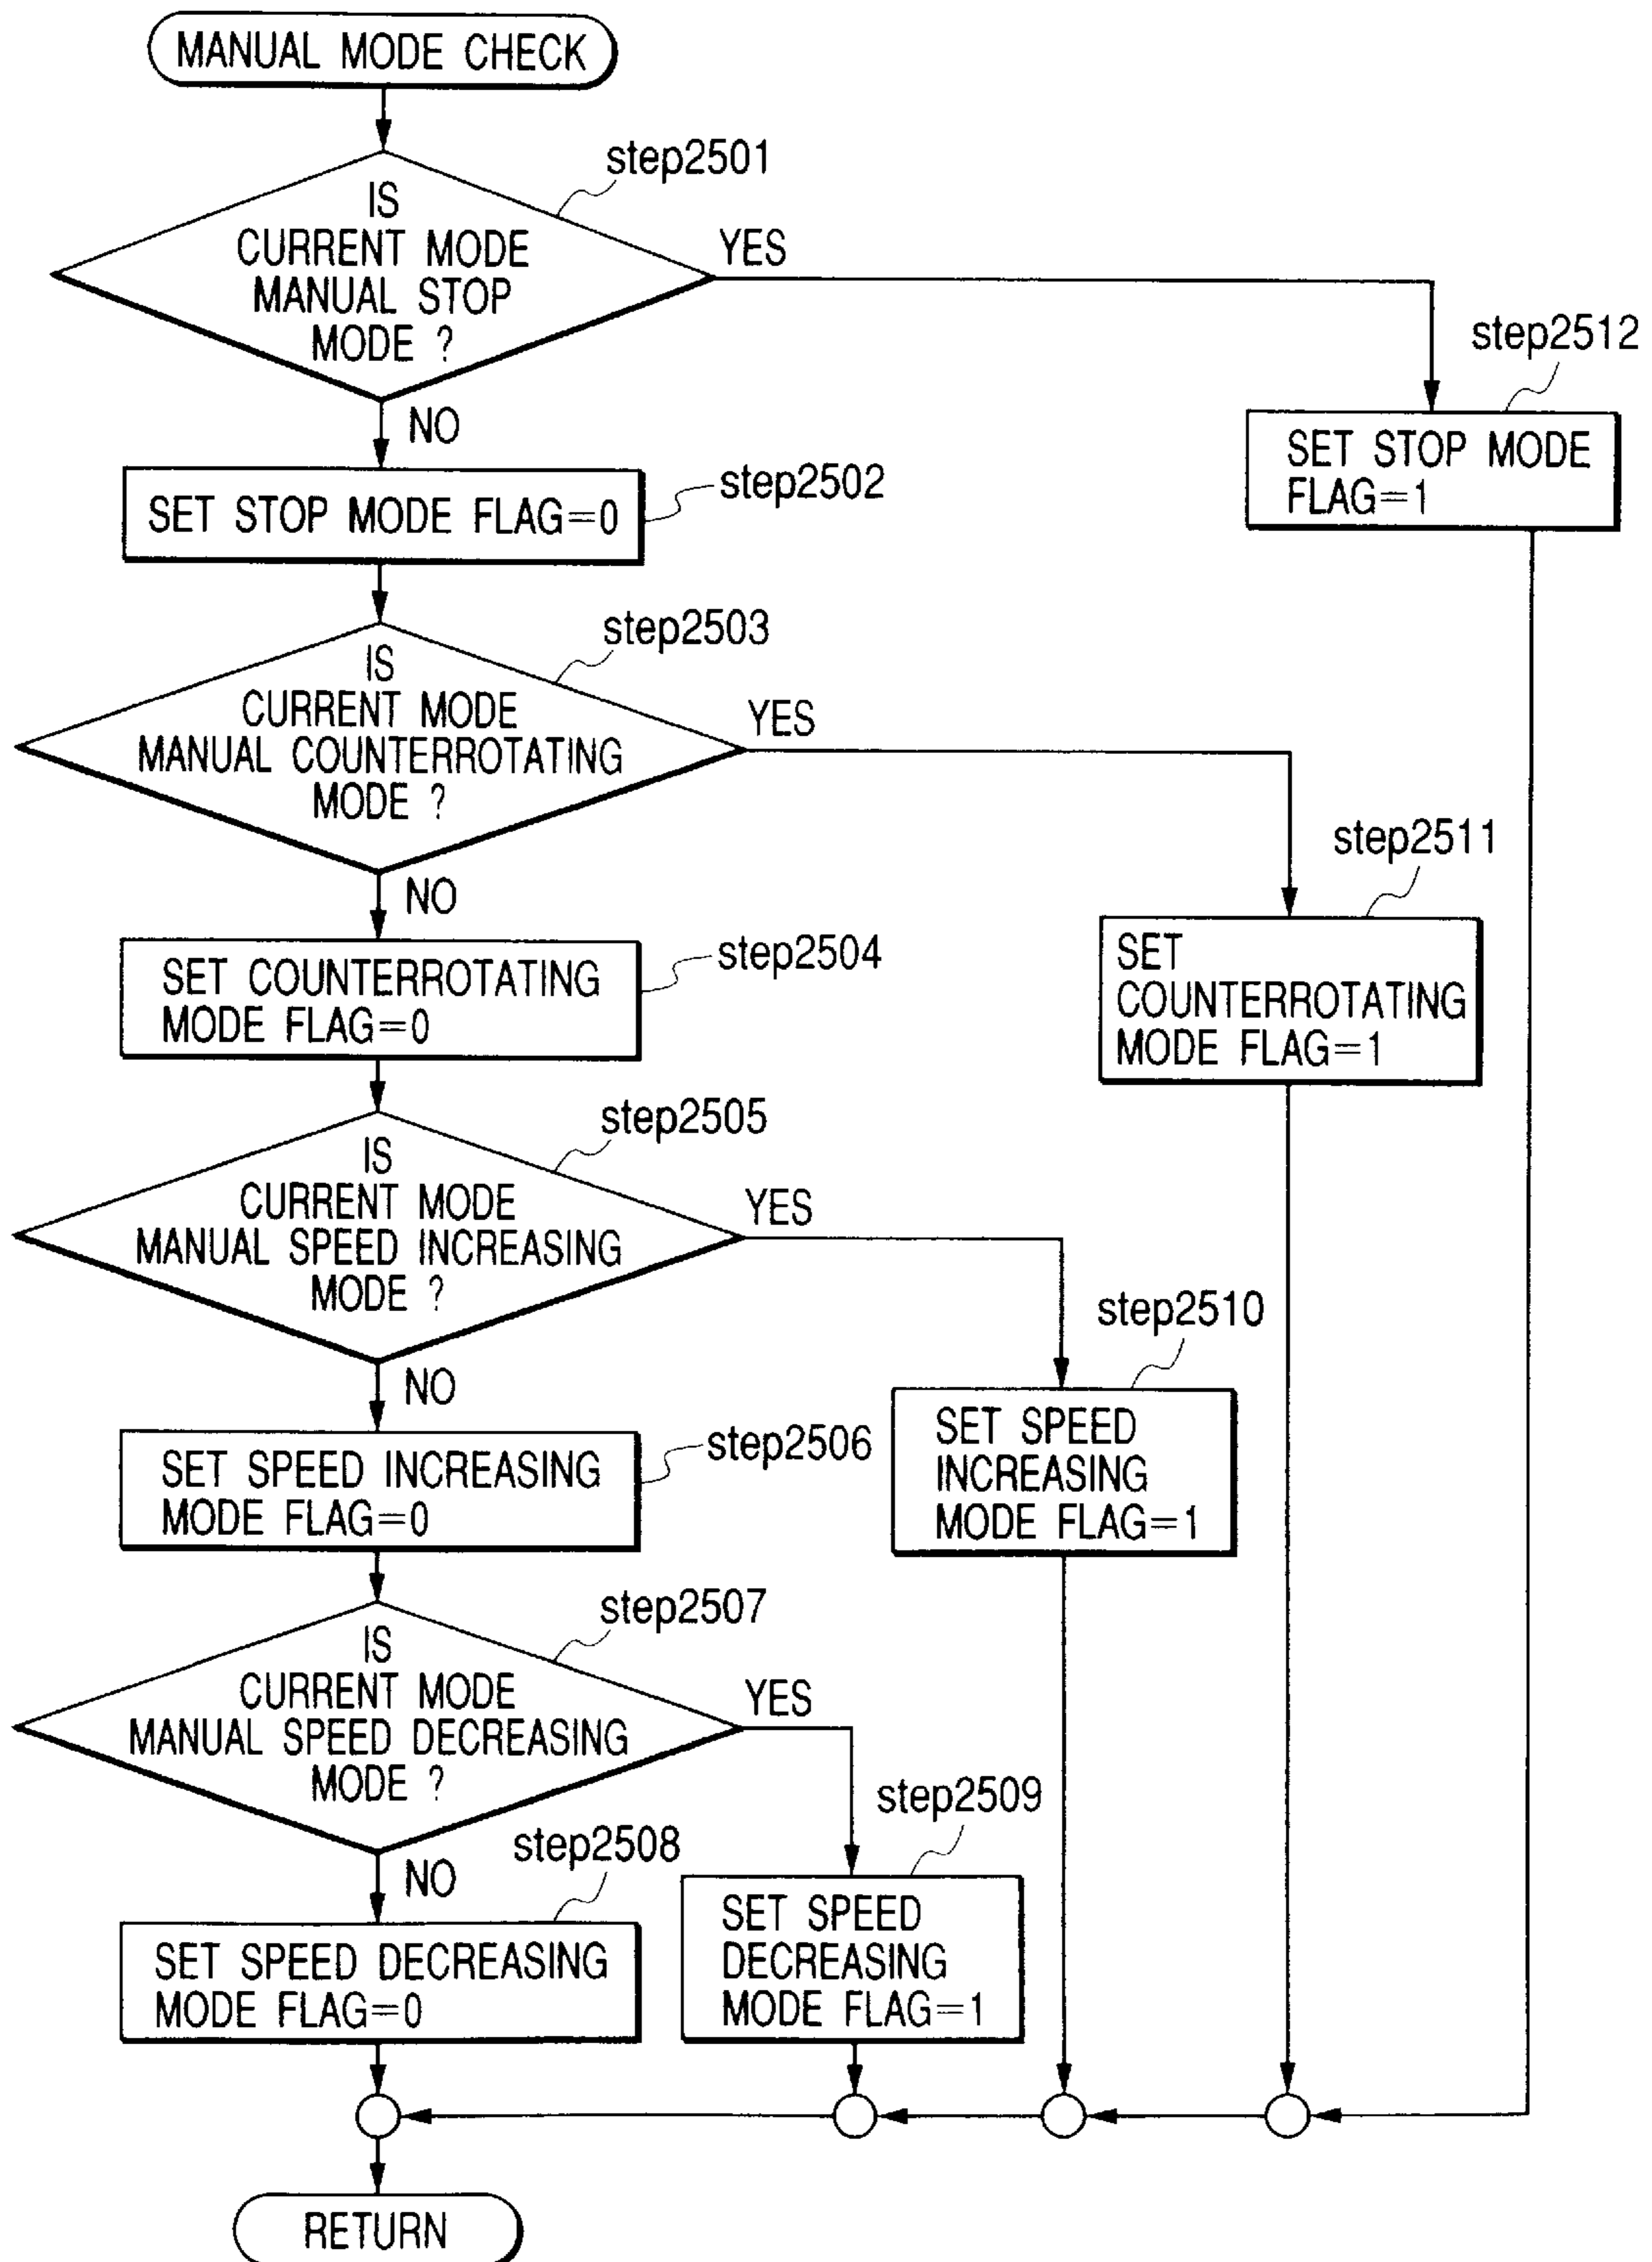 MANUAL MODE CHECK
step2501
IS
CURRENT MODE
MANUAL STOP
MODE ?
YES
NO
step2512
SET STOP MODE
FLAG=1
step2502
SET STOP MODE FLAG=0
step2503
IS
CURRENT MODE
MANUAL COUNTERROTATING
MODE ?
YES
NO
step2511
SET
COUNTERROTATING
MODE FLAG=1
step2504
SET COUNTERROTATING
MODE FLAG=0
step2505
IS
CURRENT MODE
MANUAL SPEED INCREASING
MODE ?
YES
NO
step2510
SET SPEED
INCREASING
MODE FLAG=1
step2506
SET SPEED INCREASING
MODE FLAG=0
step2507
IS
CURRENT MODE
MANUAL SPEED DECREASING
MODE ?
YES
NO
step2509
SET SPEED
DECREASING
MODE FLAG=1
step2508
SET SPEED DECREASING
MODE FLAG=0
RETURN